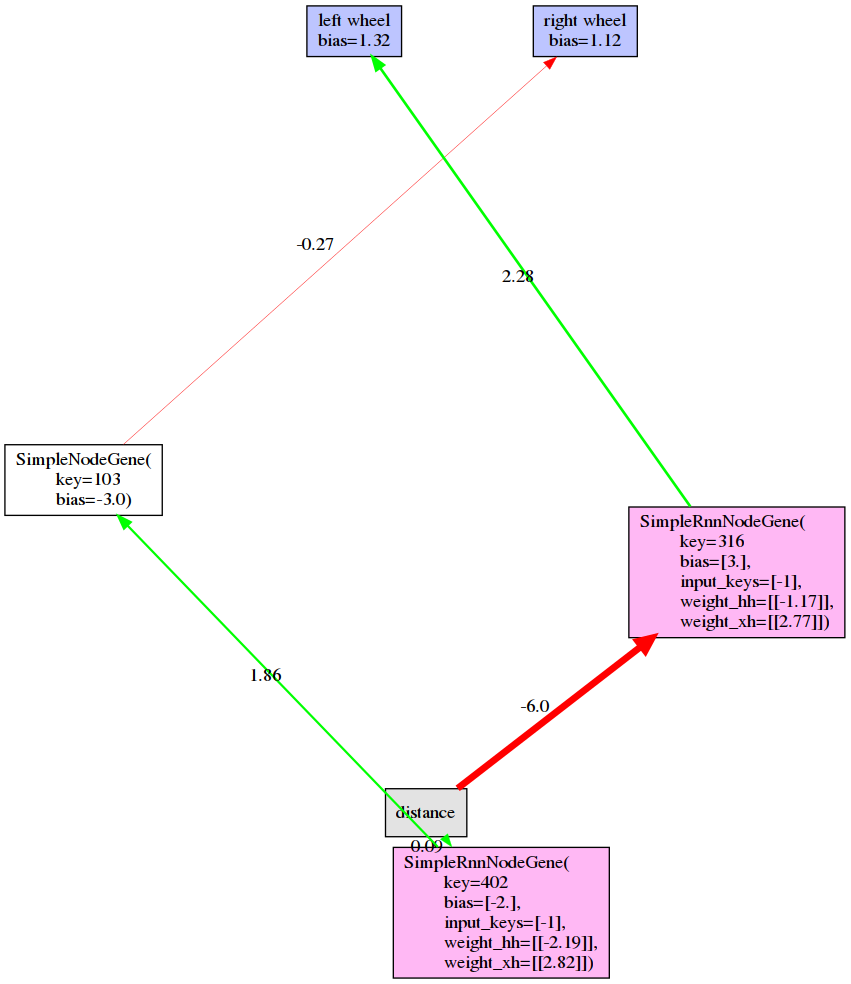 left wheel
bias=1.32
right wheel
bias=1.12
-0.27
2.28
SimpleNodeGene(
key=103
bias=-3.0)
SimpleRnnNodeGene(
key=316
bias=[3.],
input_keys=[-1],
weight_hh=[[-1.17]],
weight_xh=[[2.77]])
1.86
-6.0
distance
0.09
SimpleRnnNodeGene(
key=402
bias=[-2.],
input_keys=[-1],
weight_hh=[[-2.19]],
weight_xh=[[2.82]])